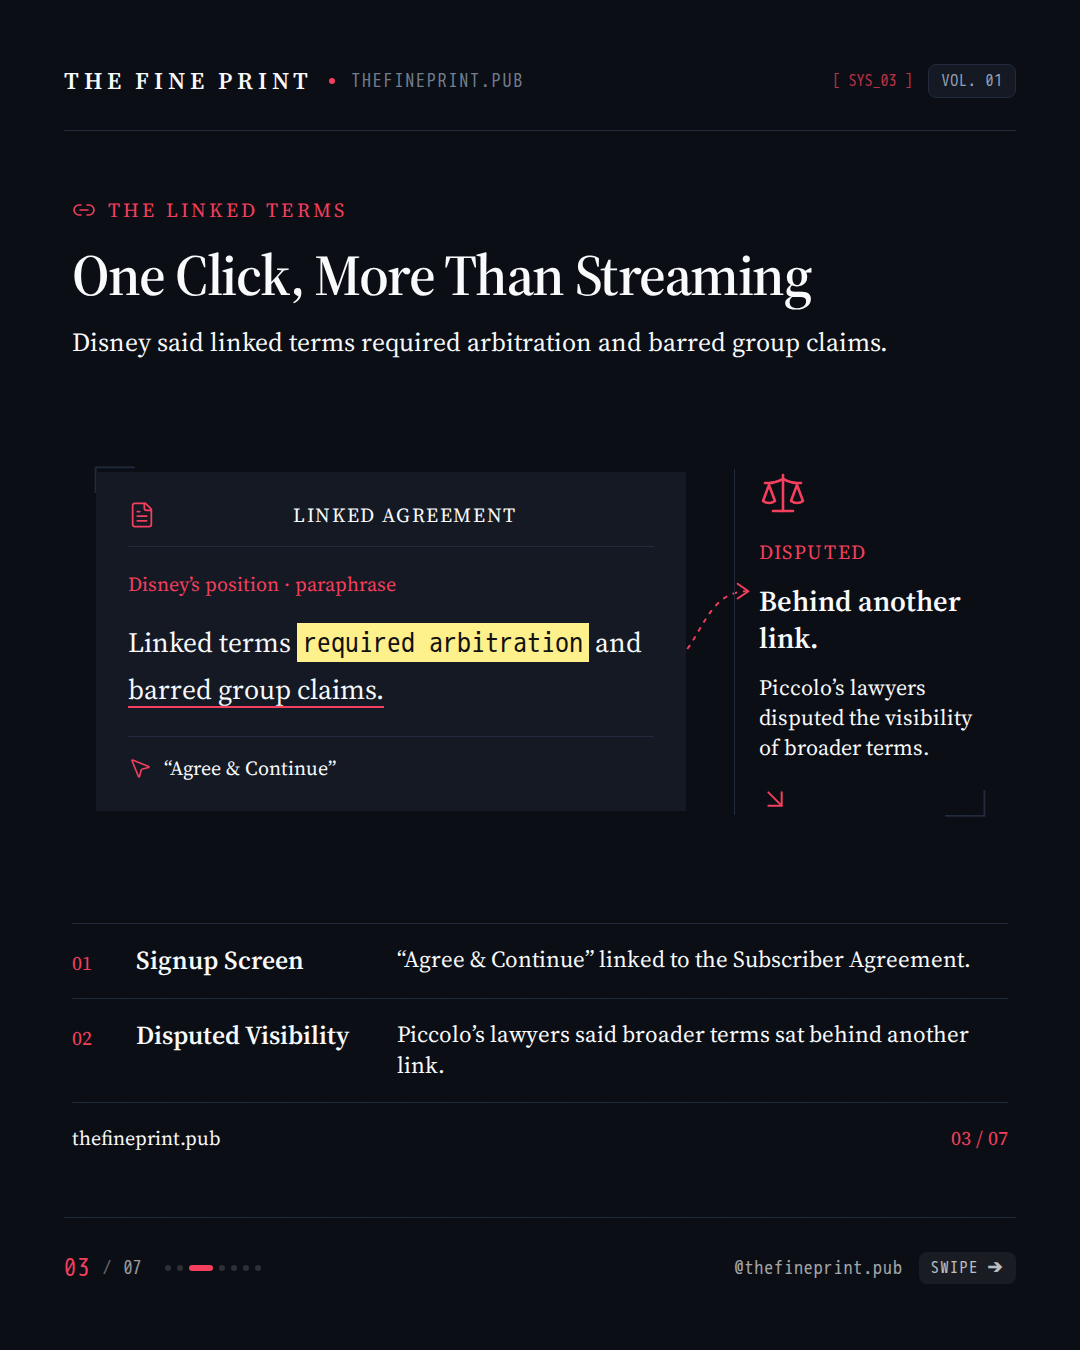 THE FINE PRINT • THEFINEPRINT.PUB
[ SYS_03 ] VOL. 01
THE LINKED TERMS
One Click, More Than Streaming
Disney said linked terms required arbitration and barred group claims.
LINKED AGREEMENT
Disney’s position · paraphrase
Linked terms required arbitration and
barred group claims.
“Agree & Continue”
DISPUTED
Behind another
link.
Piccolo’s lawyers
disputed the visibility
of broader terms.
01 Signup Screen “Agree & Continue” linked to the Subscriber Agreement.
02 Disputed Visibility Piccolo’s lawyers said broader terms sat behind another
link.
thefineprint.pub 03 / 07
03 / 07
@thefineprint.pub SWIPE ➔